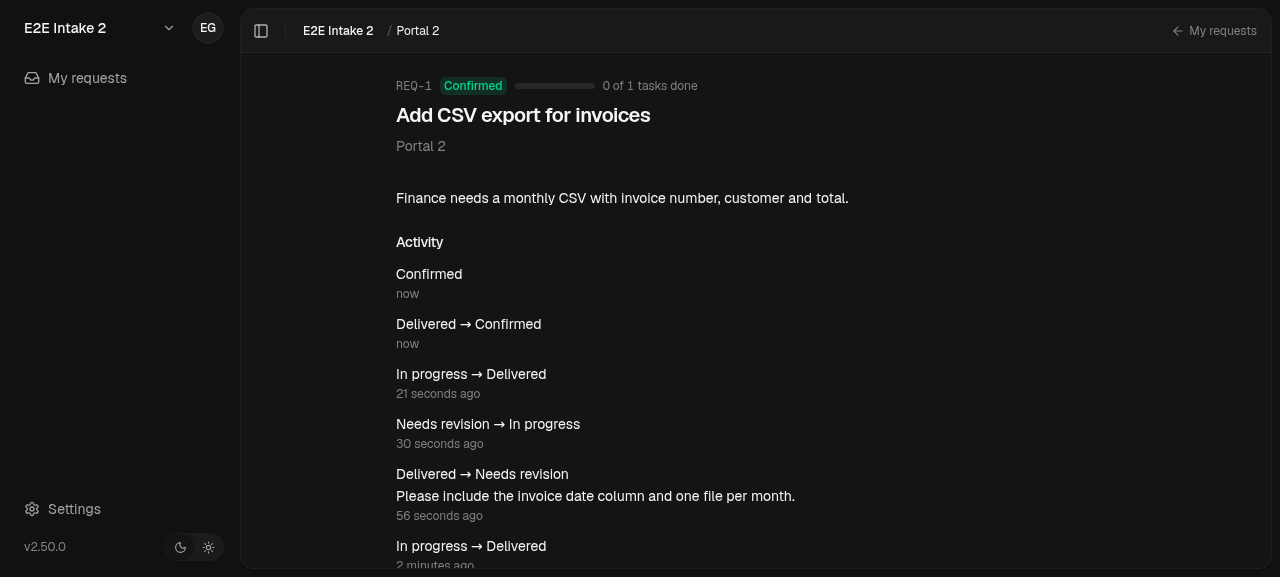 E2E Intake 2
EG
My requests
Settings
v2.50.0
E2E Intake 2 / Portal 2
← My requests
REQ-1 Confirmed 0 of 1 tasks done
Add CSV export for invoices
Portal 2
Finance needs a monthly CSV with invoice number, customer and total.
Activity
Confirmed
now
Delivered → Confirmed
now
In progress → Delivered
21 seconds ago
Needs revision → In progress
30 seconds ago
Delivered → Needs revision
Please include the invoice date column and one file per month.
56 seconds ago
In progress → Delivered
2 minutes ago